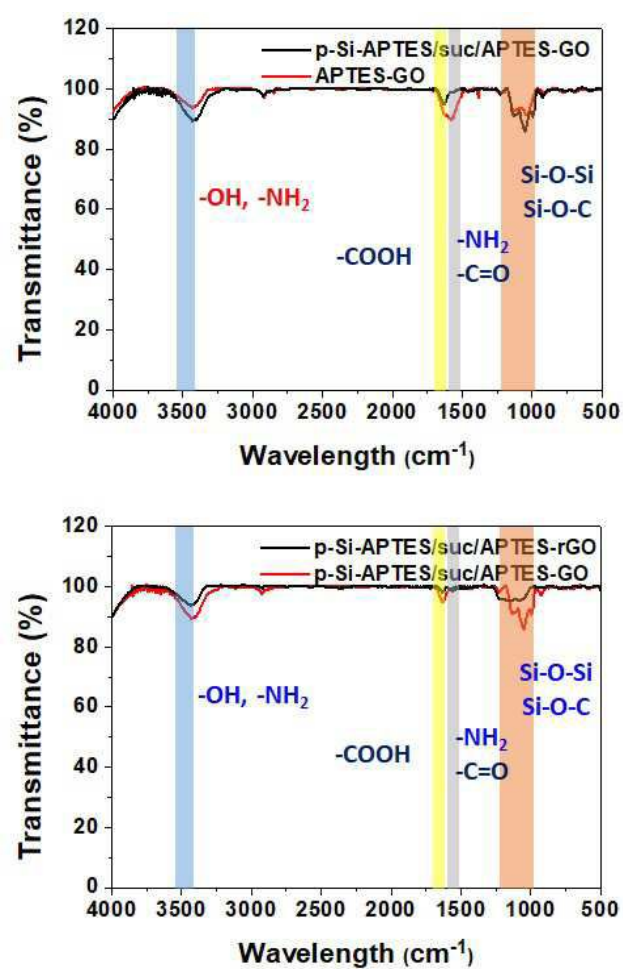 p-Si-APTES/suc/APTES-GO
APTES-GO
120
100
80
60
40
20
0
Transmittance (%)
-OH, -NH₂
-COOH
-NH₂
-C=O
Si-O-Si
Si-O-C
4000 3500 3000 2500 2000 1500 1000 500
Wavelength (cm⁻¹)
p-Si-APTES/suc/APTES-rGO
p-Si-APTES/suc/APTES-GO
120
100
80
60
40
20
0
Transmittance (%)
-OH, -NH₂
-COOH
-NH₂
-C=O
Si-O-Si
Si-O-C
4000 3500 3000 2500 2000 1500 1000 500
Wavelength (cm⁻¹)